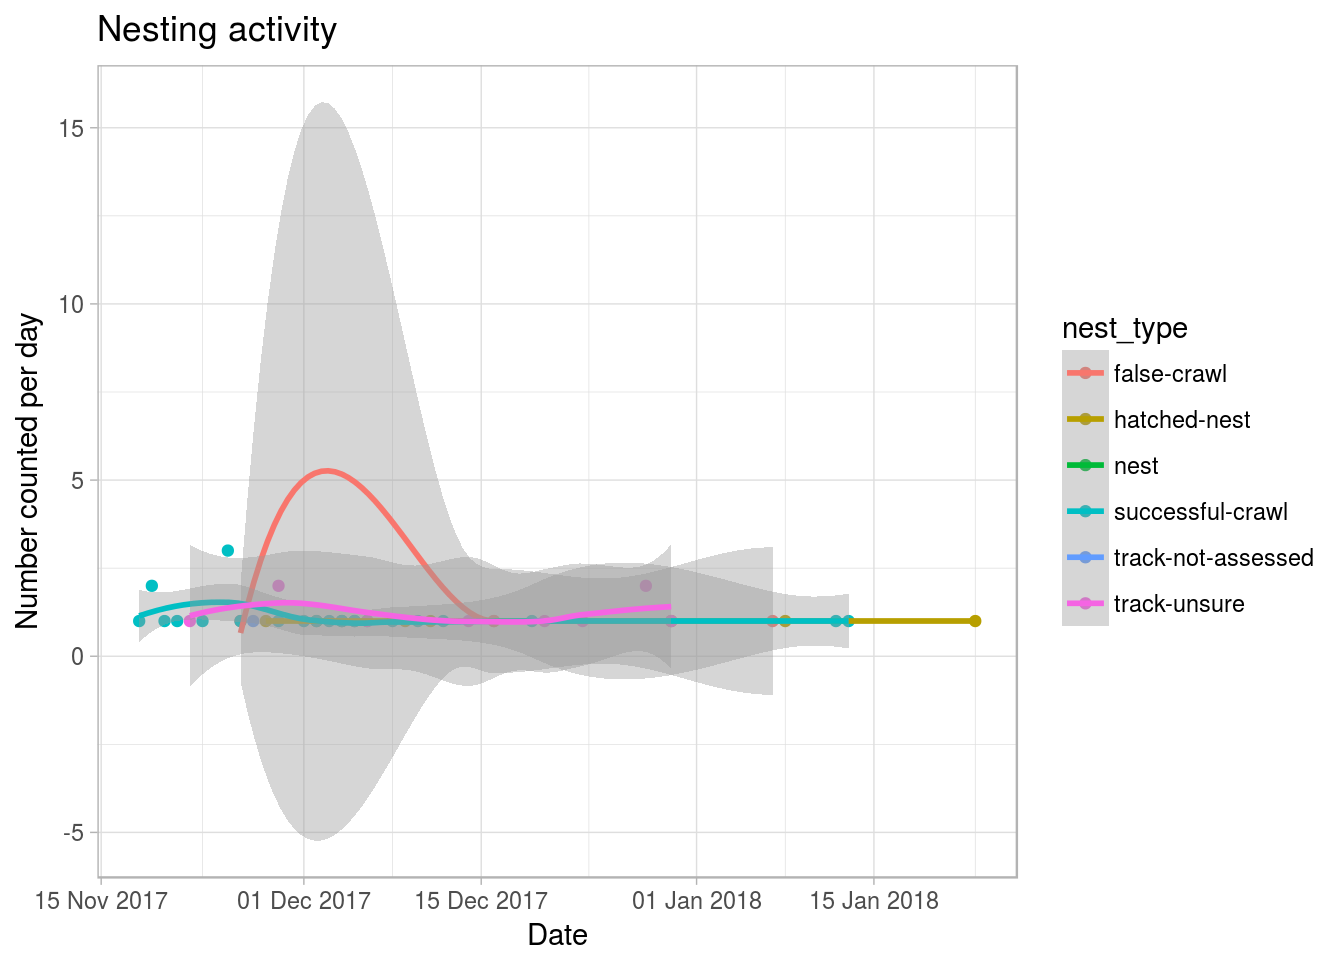 Nesting activity
Number counted per day
15
10
5
0
-5
15 Nov 2017
01 Dec 2017
15 Dec 2017
01 Jan 2018
15 Jan 2018
Date
nest_type
false-crawl
hatched-nest
nest
successful-crawl
track-not-assessed
track-unsure